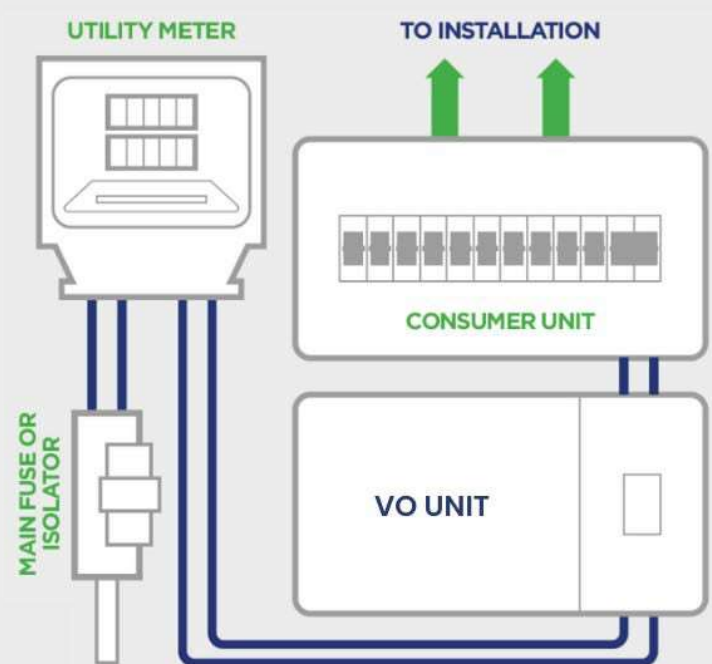 UTILITY METER
TO INSTALLATION
CONSUMER UNIT
MAIN FUSE OR
ISOLATOR
VO UNIT